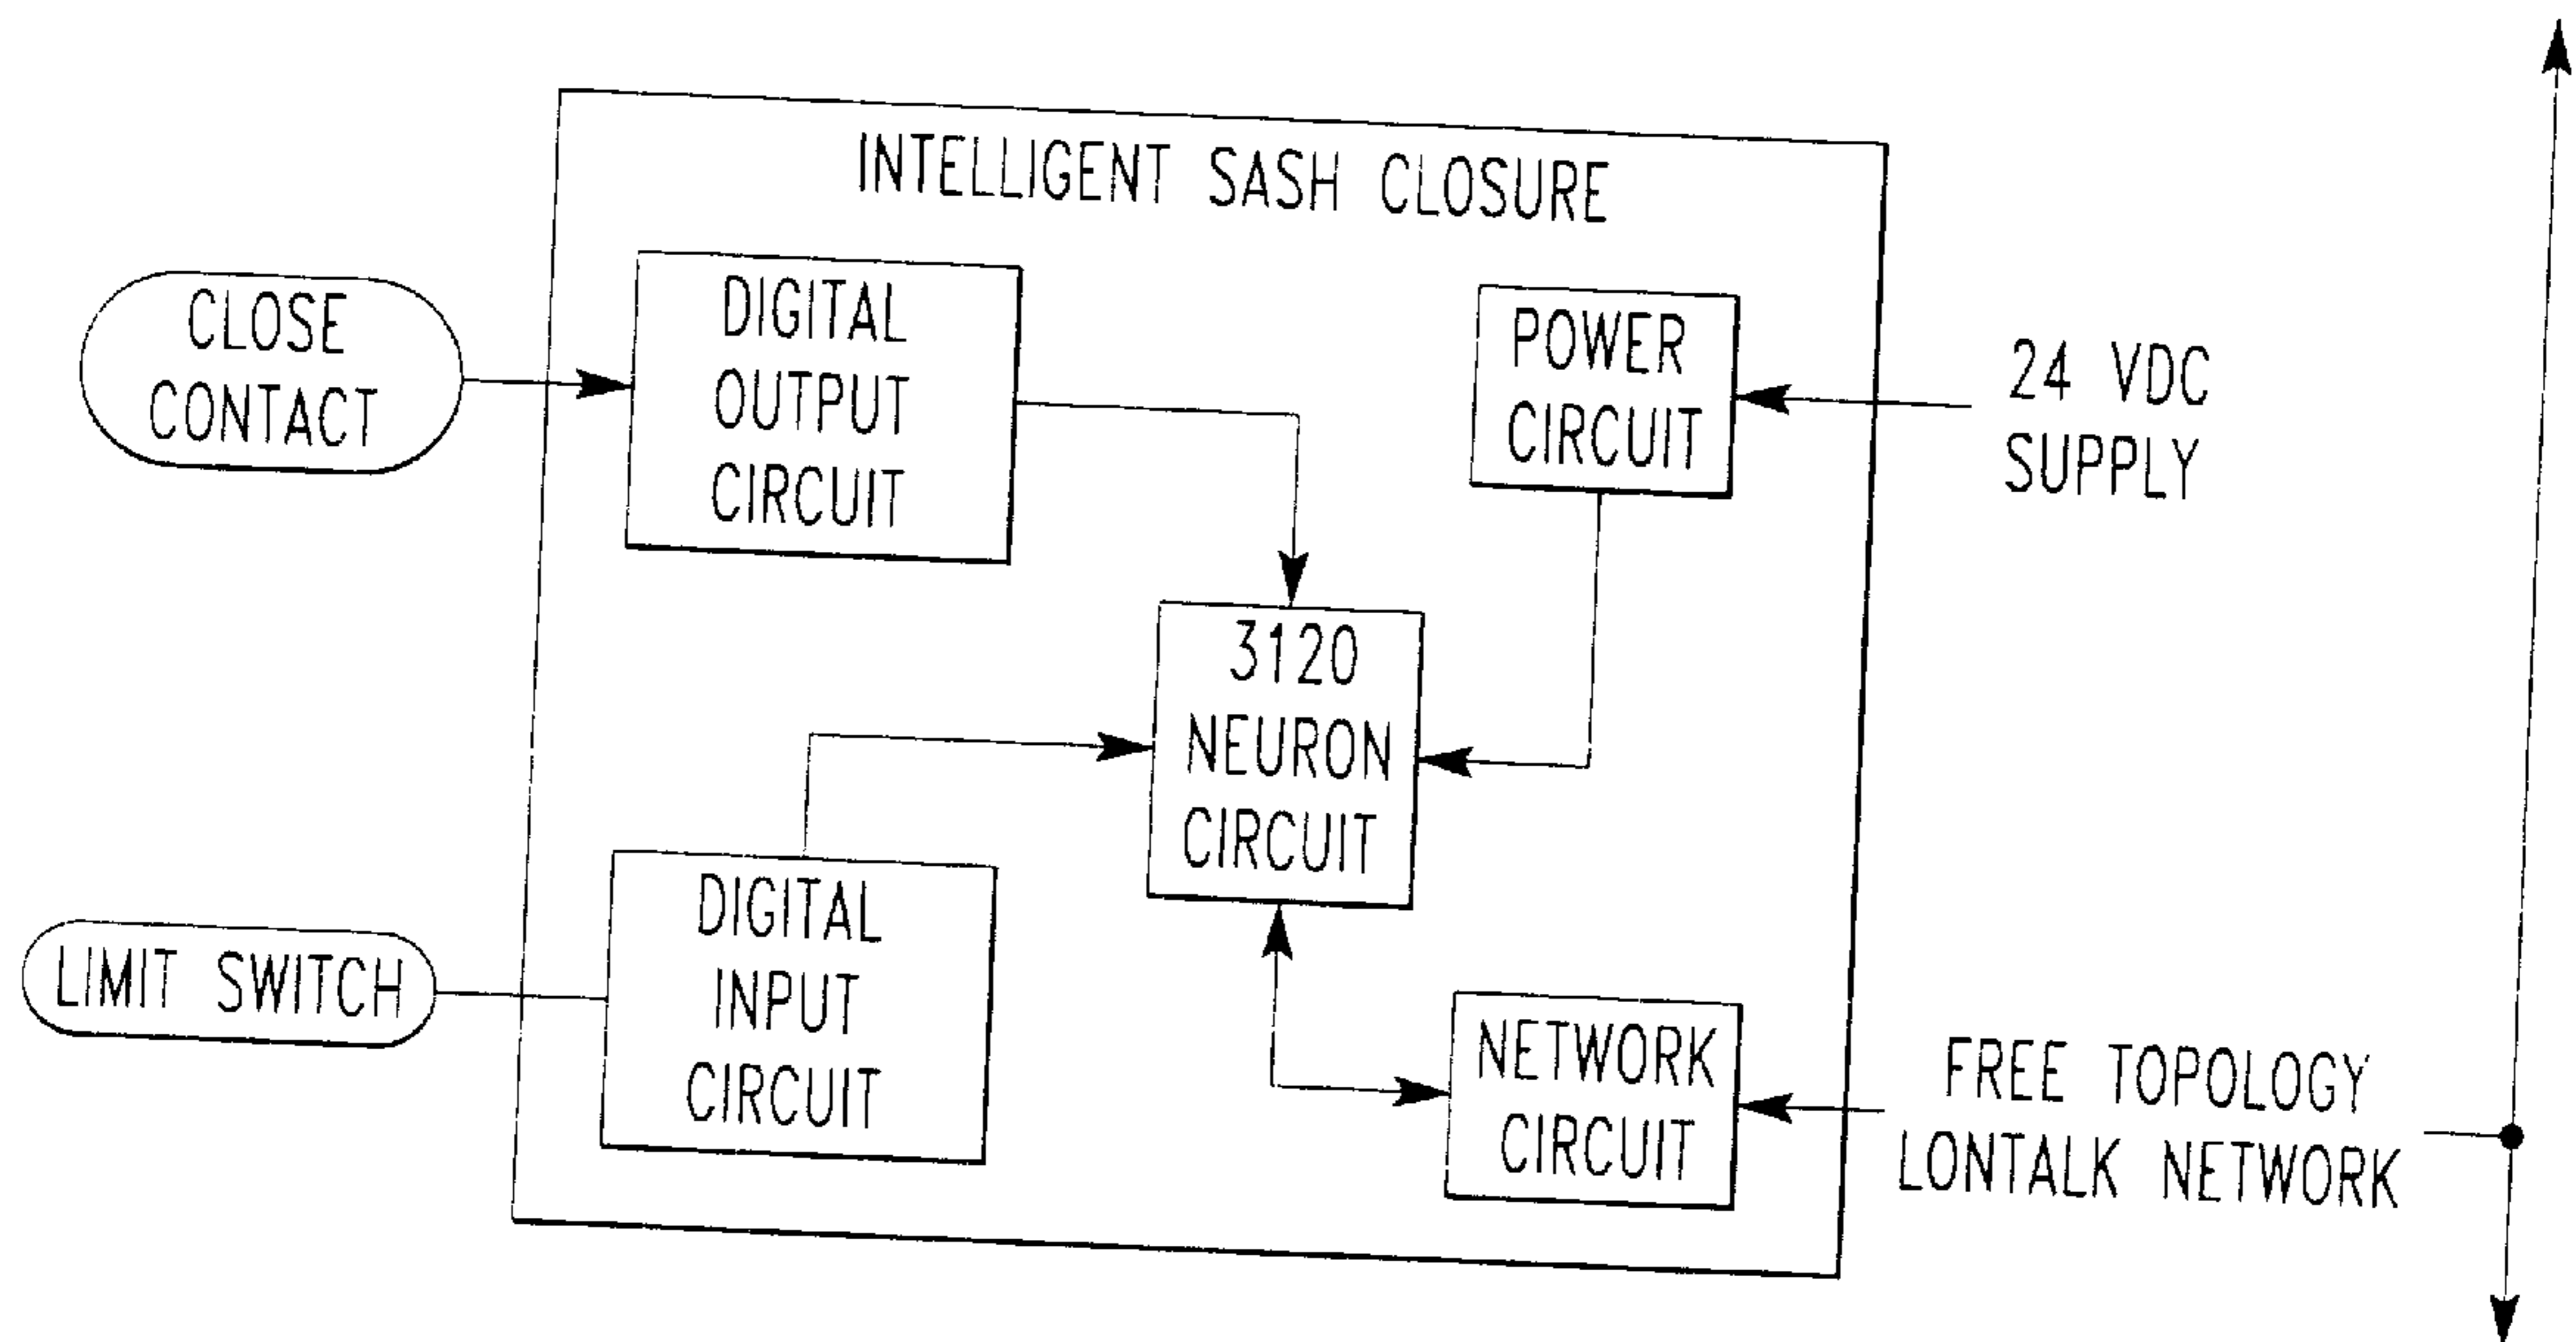 INTELLIGENT SASH CLOSURE
CLOSE
CONTACT
DIGITAL
OUTPUT
CIRCUIT
POWER
CIRCUIT
24 VDC
SUPPLY
3120
NEURON
CIRCUIT
LIMIT SWITCH
DIGITAL
INPUT
CIRCUIT
NETWORK
CIRCUIT
FREE TOPOLOGY
LONTALK NETWORK